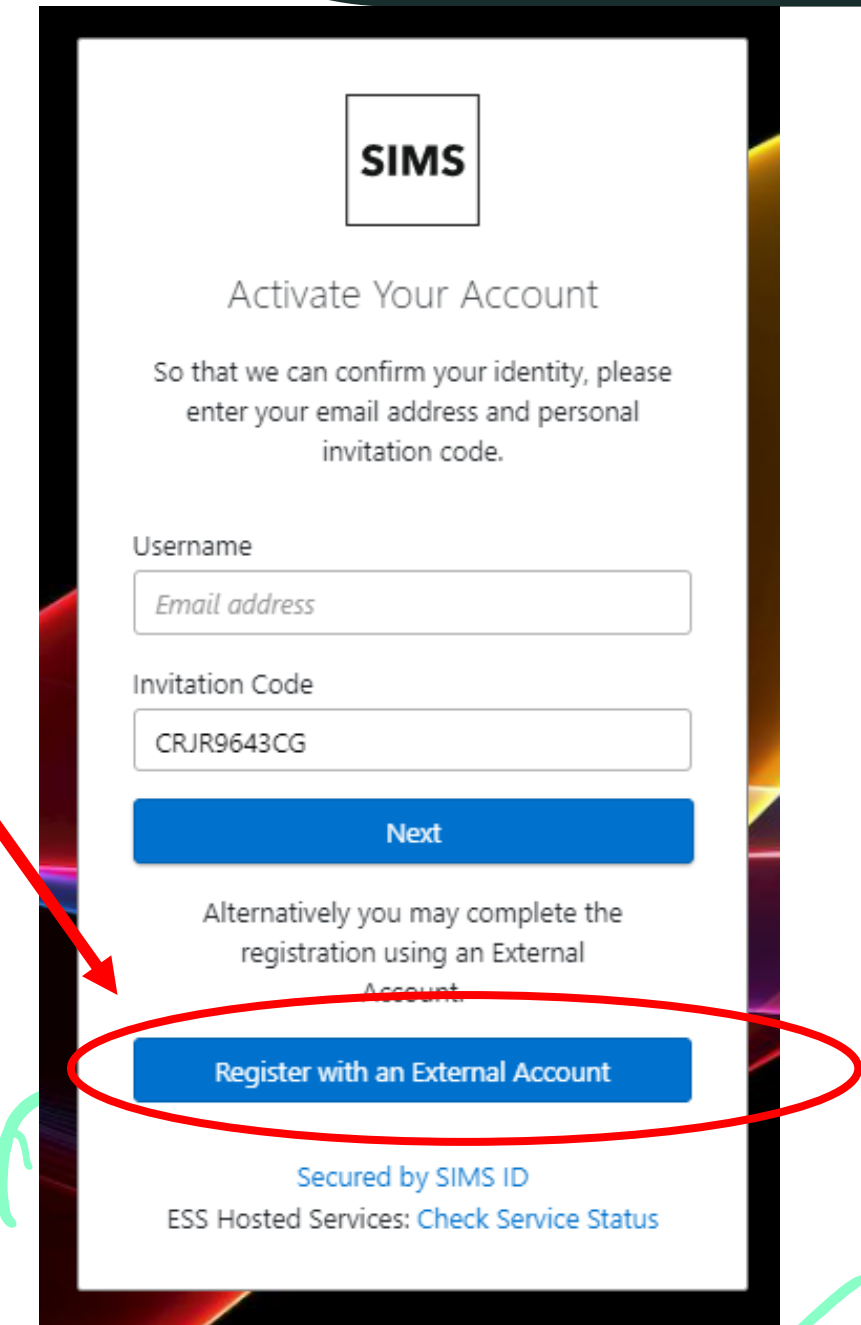 SIMS
Activate Your Account
So that we can confirm your identity, please
enter your email address and personal
invitation code.
Username
Email address
Invitation Code
CRJR9643CG
Next
Alternatively you may complete the
registration using an External
Account.
Register with an External Account
Secured by SIMS ID
ESS Hosted Services: Check Service Status